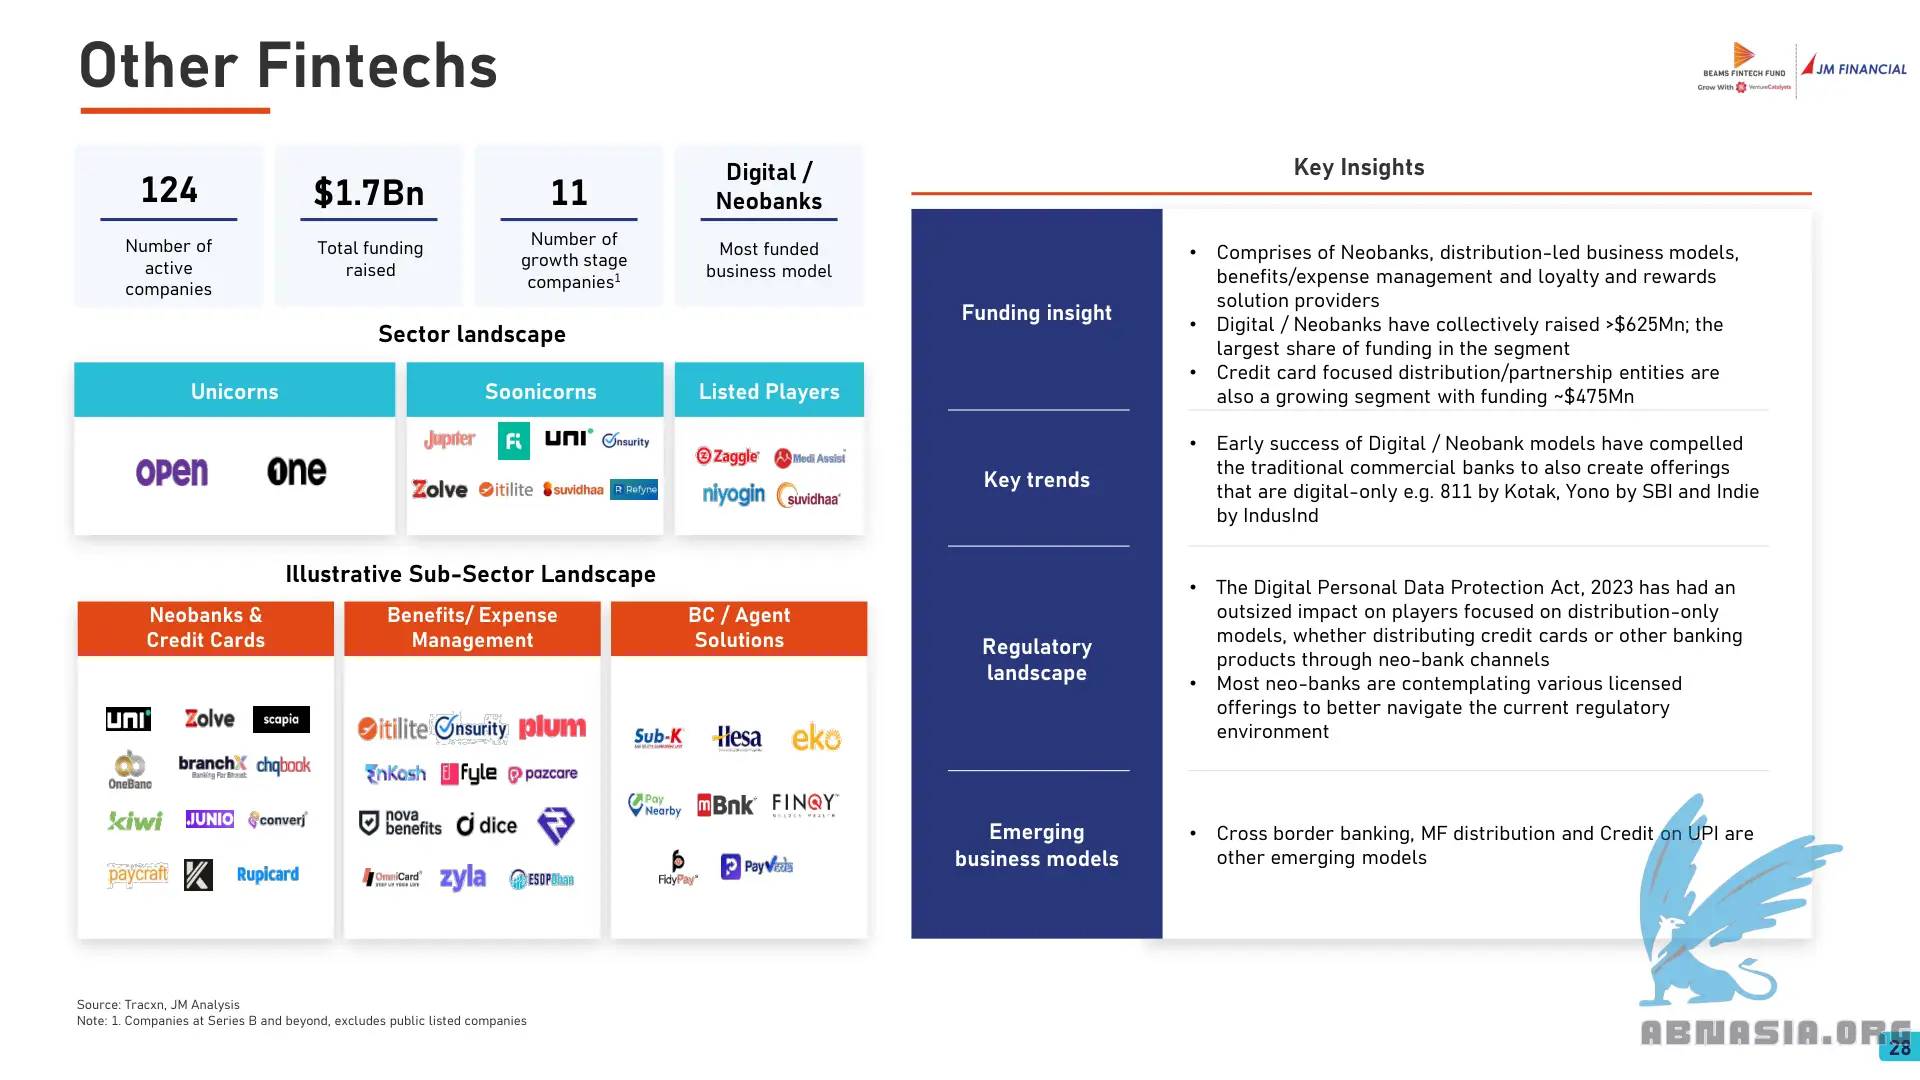 Other Fintechs
BEAMS FINTECH FUND
Grow With VentureCatalysts
JM FINANCIAL
124
Number of
active
companies
$1.7Bn
Total funding
raised
11
Number of
growth stage
companies1
Digital /
Neobanks
Most funded
business model
Sector landscape
Unicorns
Soonicorns
Listed Players
OPEN
One
Jupiter
Fi
UNI
Onsurity
Zolve
itilite
suvidhaa
Refyne
Zaggle
Medi Assist
niyogin
suvidhaa
Illustrative Sub-Sector Landscape
Neobanks &
Credit Cards
Benefits/ Expense
Management
BC / Agent
Solutions
UNI
Zolve
scapia
OneBanc
branchX
Banking For Bharat
chqbook
kiwi
JUNIO
converj
paycraft
K
Rupicard
itilite
Onsurity
plum
EnKash
Fyle
pazcare
nova
benefits
dice
OmniCard
zyla
ESOP Dhan
Sub-K
Hesa
eko
Pay
Nearby
mBnk
FINQY
FidyPay
PayVeda
Key Insights
Funding insight
• Comprises of Neobanks, distribution-led business models,
benefits/expense management and loyalty and rewards
solution providers
• Digital / Neobanks have collectively raised >$625Mn; the
largest share of funding in the segment
• Credit card focused distribution/partnership entities are
also a growing segment with funding ~$475Mn
Key trends
• Early success of Digital / Neobank models have compelled
the traditional commercial banks to also create offerings
that are digital-only e.g. 811 by Kotak, Yono by SBI and Indie
by IndusInd
Regulatory
landscape
• The Digital Personal Data Protection Act, 2023 has had an
outsized impact on players focused on distribution-only
models, whether distributing credit cards or other banking
products through neo-bank channels
• Most neo-banks are contemplating various licensed
offerings to better navigate the current regulatory
environment
Emerging
business models
• Cross border banking, MF distribution and Credit on UPI are
other emerging models
Source: Tracxn, JM Analysis
Note: 1. Companies at Series B and beyond, excludes public listed companies
ABNASIA.ORG
28